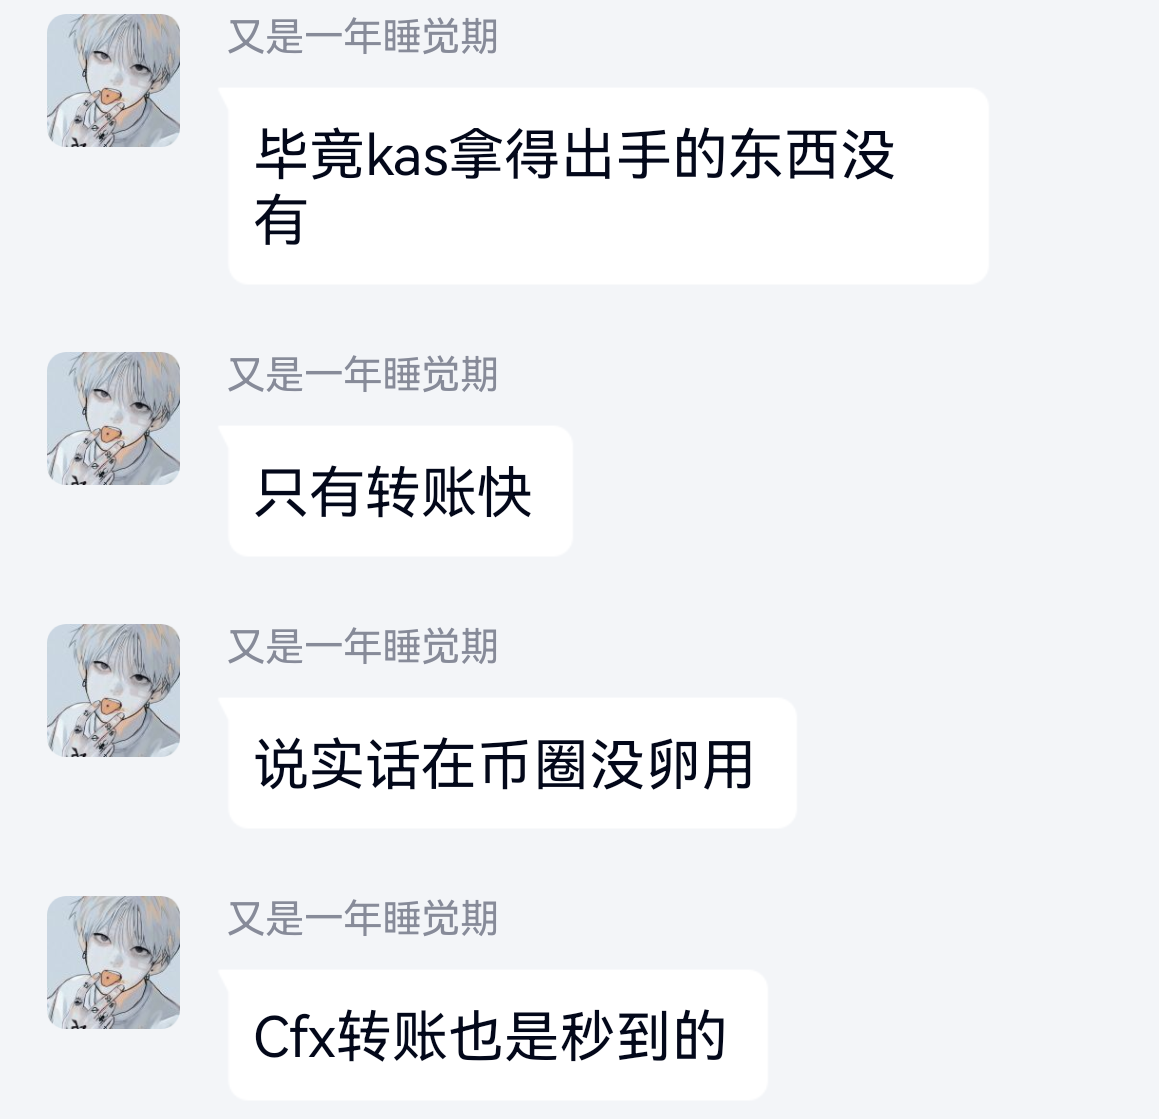 又是一年睡觉期
毕竟kas拿得出手的东西没
有
又是一年睡觉期
只有转账快
又是一年睡觉期
说实话在币圈没卵用
又是一年睡觉期
Cfx转账也是秒到的